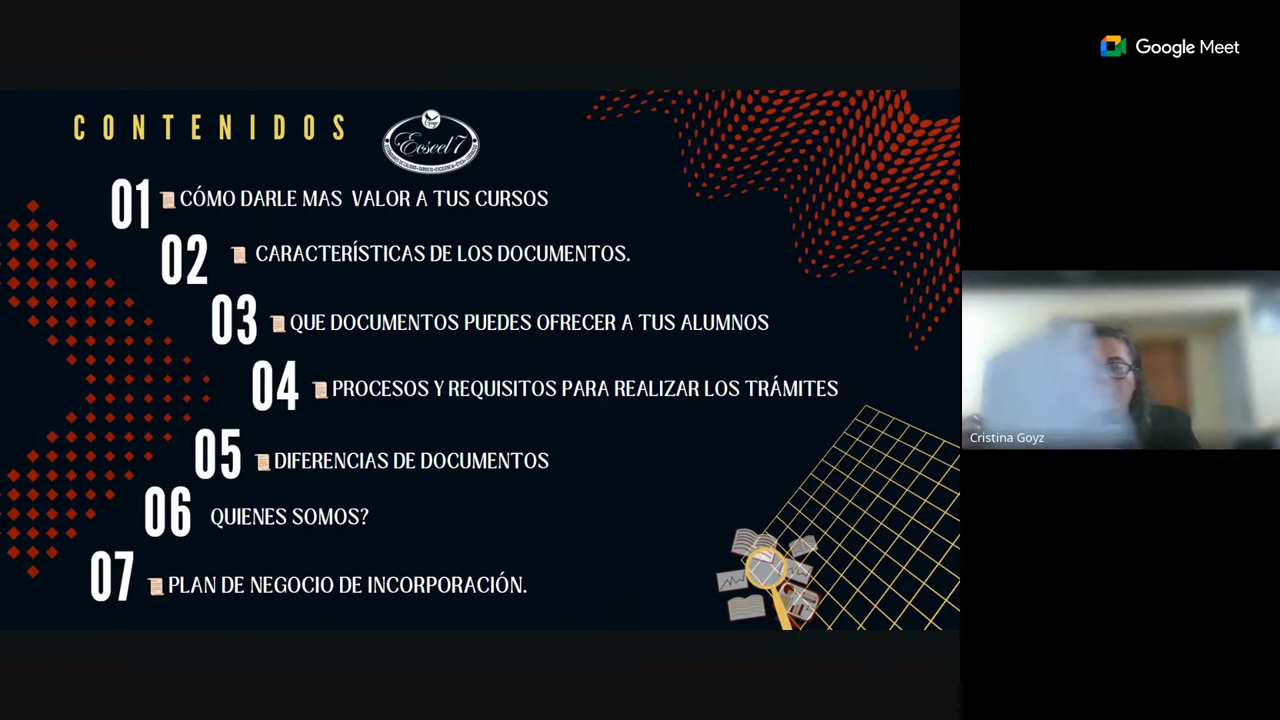 Google Meet
CONTENIDOS
Ecseel7
01 CÓMO DARLE MAS VALOR A TUS CURSOS
02 CARACTERÍSTICAS DE LOS DOCUMENTOS.
03 QUE DOCUMENTOS PUEDES OFRECER A TUS ALUMNOS
04 PROCESOS Y REQUISITOS PARA REALIZAR LOS TRÁMITES
05 DIFERENCIAS DE DOCUMENTOS
06 QUIENES SOMOS?
07 PLAN DE NEGOCIO DE INCORPORACIÓN.
Cristina Goyz